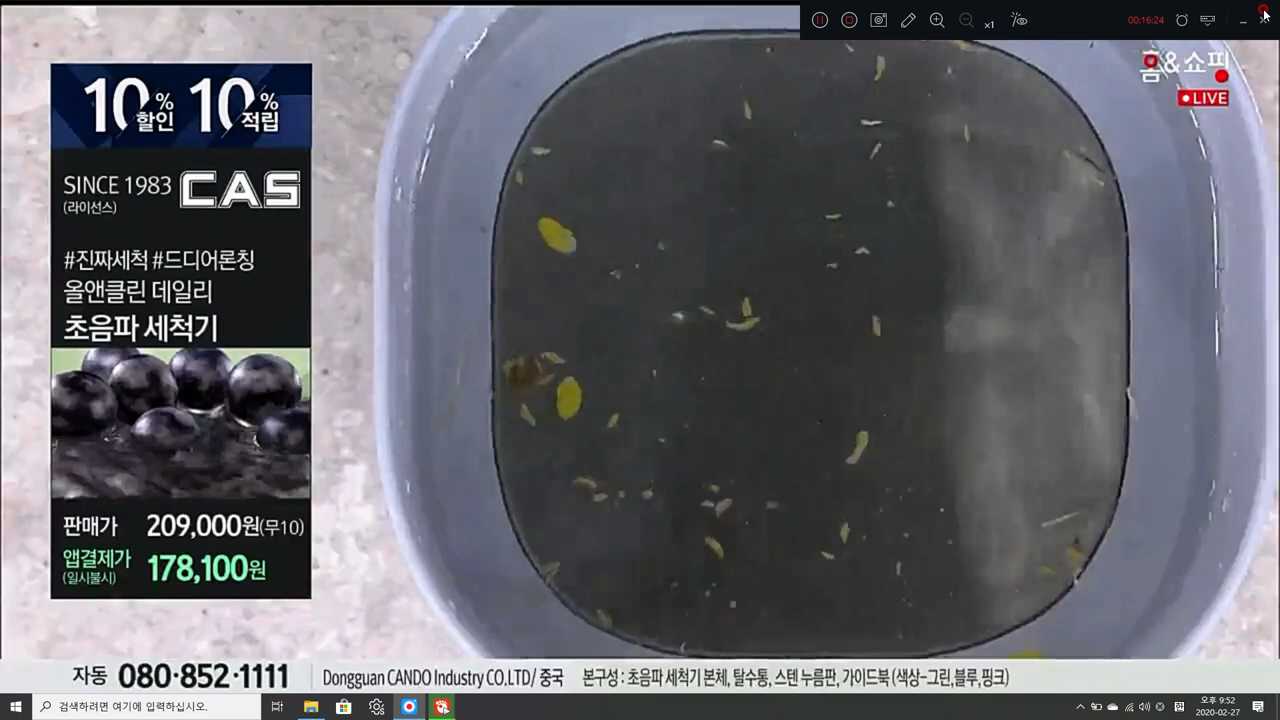 x1
00:16:24
홈&쇼핑
LIVE
10% 할인 10% 적립
SINCE 1983 CAS
(라이선스)
#진짜세척 #드디어론칭
올앤클린 데일리
초음파 세척기
판매가 209,000원(무10)
앱결제가 178,100원
(일시불시)
자동 080·852·1111 Dongguan CANDO Industry CO.LTD/ 중국 본구성 : 초음파 세척기 본체, 탈수통, 스텐 누름판, 가이드북 (색상-그린,블루,핑크)
검색하려면 여기에 입력하십시오.
오후 9:52
2020-02-27